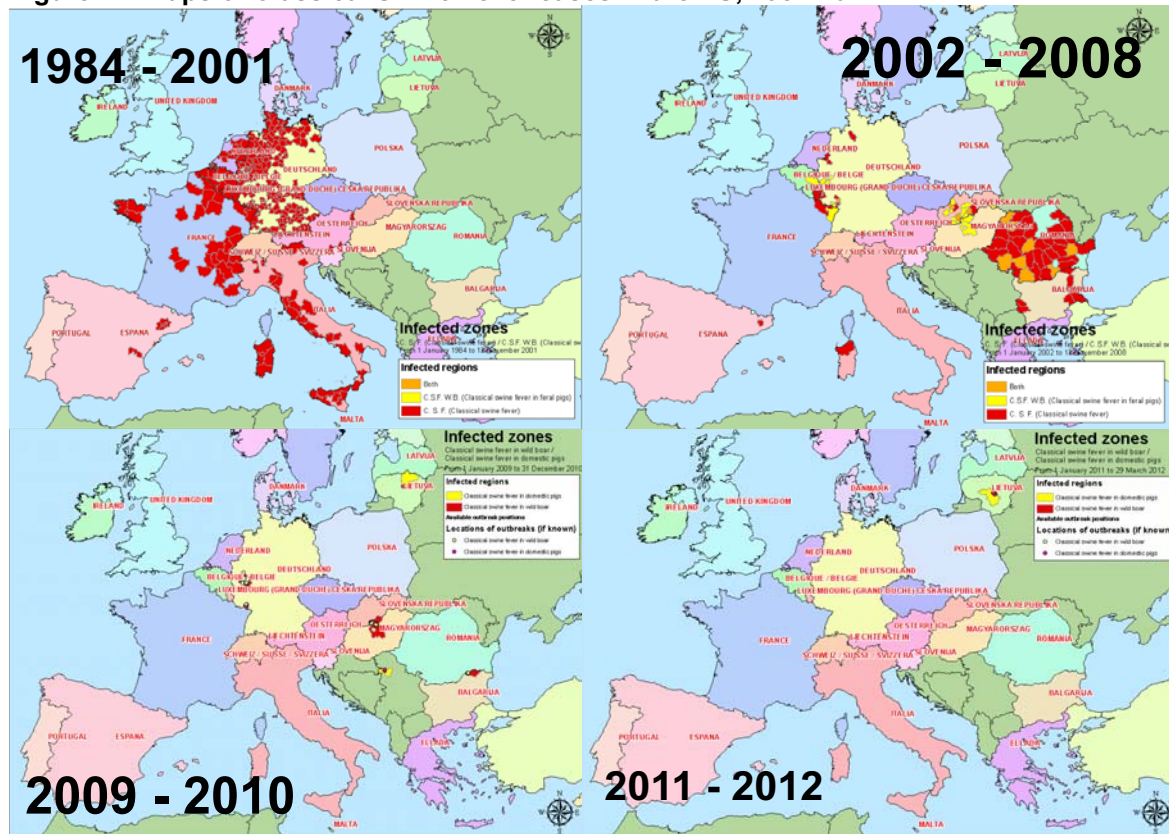 1984 - 2001
LATVIJA
LIETUVA
DANMARK
IRELAND
UNITED KINGDOM
POLSKA
DEUTSCHLAND
BELGIQUE / BELGIE
LUXEMBOURG (GRAND DUCHE)
CESKA REPUBLIKA
SLOVENSKA REPUBLIKA
OESTERREICH
MAGYARORSZAG
LIECHTENSTEIN
FRANCE
SCHWEIZ / SUISSE / SVIZZERA
SLOVENIJA
ROMANIA
ITALIA
BALGARIJA
PORTUGAL
ESPANA
MALTA
Infected zones
Infected regions
Both
C.S.F. W.B. (Classical swine fever in feral pigs)
C. S. F. (Classical swine fever)
2002 - 2008
LATVIJA
LIETUVA
DANMARK
IRELAND
UNITED KINGDOM
NEDERLAND
POLSKA
DEUTSCHLAND
BELGIQUE / BELGIE
LUXEMBOURG (GRAND DUCHE)
CESKA REPUBLIKA
SLOVENSKA REPUBLIKA
OESTERREICH
LIECHTENSTEIN
FRANCE
SCHWEIZ / SUISSE / SVIZZERA
SLOVENIJA
ITALIA
BALGARIJA
PORTUGAL
ESPANA
MALTA
Infected zones
Infected regions
Both
C.S.F. W.B. (Classical swine fever in feral pigs)
C. S. F. (Classical swine fever)
LATVIJA
LIETUVA
Infected zones
Classical swine fever in wild boar /
Classical swine fever in domestic pigs
From 1 January 2009 to 31 December 2010
Infected regions
Classical swine fever in domestic pigs
Classical swine fever in wild boar
Available outbreak positions
Locations of outbreaks (if known)
Classical swine fever in wild boar
Classical swine fever in domestic pigs
DANMARK
IRELAND
UNITED KINGDOM
NEDERLAND
POLSKA
DEUTSCHLAND
BELGIQUE / BELGIE
LUXEMBOURG (GRAND DUCHE)
CESKA REPUBLIKA
SLOVENSKA REPUBLIKA
OESTERREICH
MAGYARORSZAG
LIECHTENSTEIN
FRANCE
SCHWEIZ / SUISSE / SVIZZERA
SLOVENIJA
ROMANIA
BALGARIJA
ITALIA
PORTUGAL
ESPANA
ELLADA
MALTA
2009 - 2010
LATVIJA
LIETUVA
Infected zones
Classical swine fever in wild boar /
Classical swine fever in domestic pigs
From 1 January 2011 to 29 March 2012
Infected regions
Classical swine fever in domestic pigs
Classical swine fever in wild boar
Available outbreak positions
Locations of outbreaks (if known)
Classical swine fever in wild boar
Classical swine fever in domestic pigs
DANMARK
IRELAND
UNITED KINGDOM
NEDERLAND
POLSKA
DEUTSCHLAND
BELGIQUE / BELGIE
LUXEMBOURG (GRAND DUCHE)
CESKA REPUBLIKA
SLOVENSKA REPUBLIKA
OESTERREICH
MAGYARORSZAG
LIECHTENSTEIN
FRANCE
SCHWEIZ / SUISSE / SVIZZERA
SLOVENIJA
ROMANIA
BALGARIJA
ITALIA
PORTUGAL
ESPANA
ELLADA
MALTA
2011 - 2012